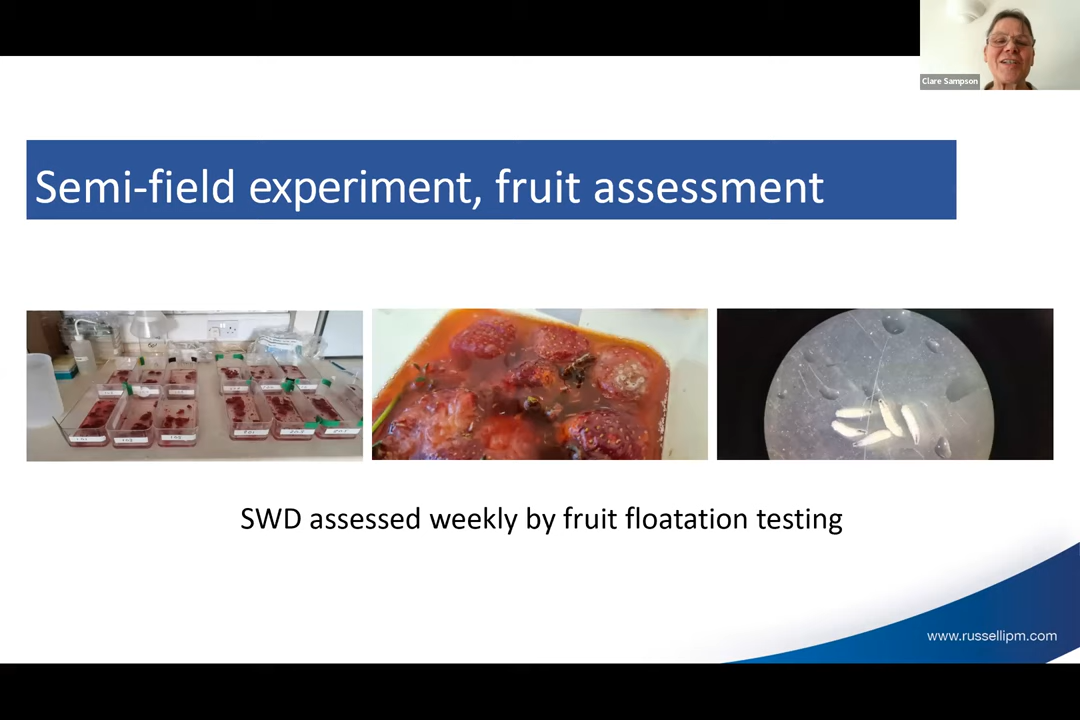 Clare Sampson
Semi-field experiment, fruit assessment
SWD assessed weekly by fruit floatation testing
www.russellipm.com